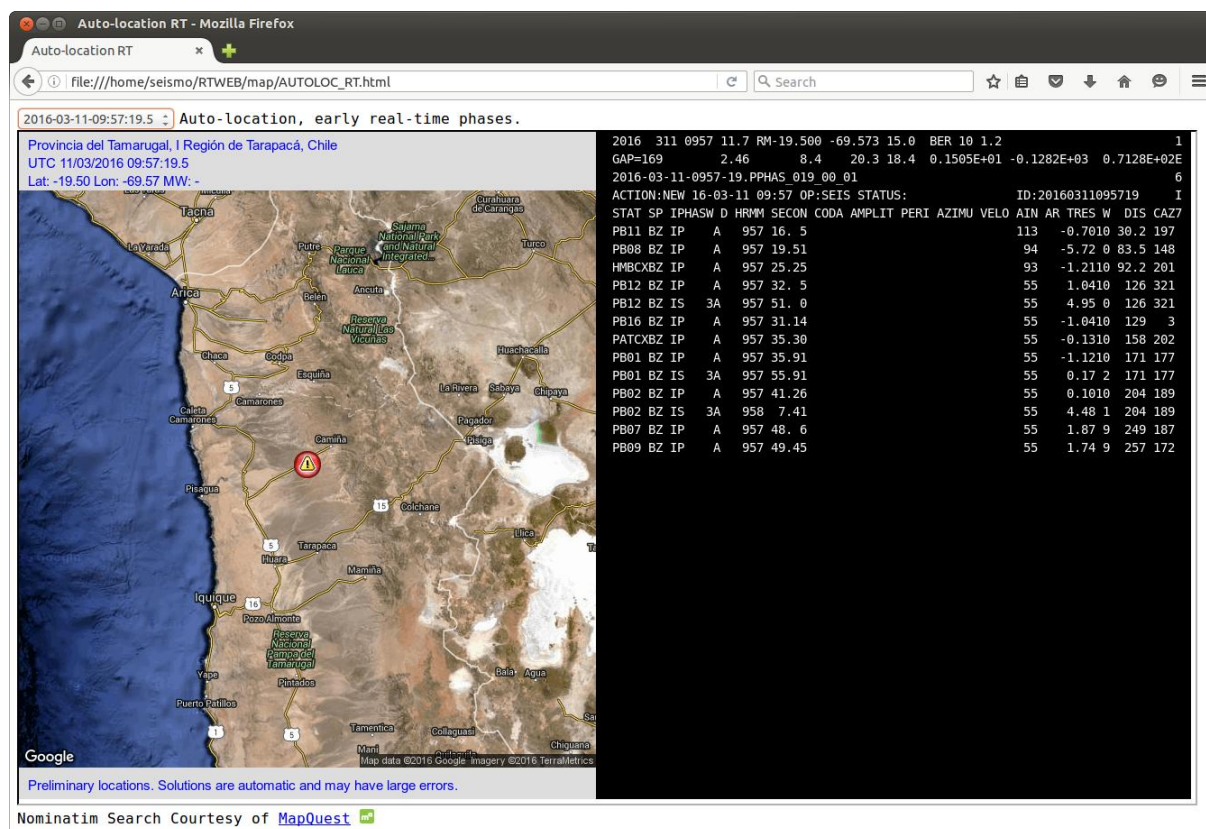 Auto-location RT - Mozilla Firefox
Auto-location RT
file:///home/seismo/RTWEB/map/AUTOLOC_RT.html
Search
2016-03-11-09:57:19.5 Auto-location, early real-time phases.
Provincia del Tamarugal, I Región de Tarapacá, Chile
UTC 11/03/2016 09:57:19.5
Lat: -19.50 Lon: -69.57 MW: -
Curahuara
de Carangas
Tacna
Sajama
National Park
and Natural
Integrated...
La Yarada
Putre
Parque
Nacional
Lauca
Turco
Arica
Belén
Ancuta
Reserva
Natural Las
Vicuñas
Chaca
Codpa
Huachacalla
Esquiña
5
La Rivera
Sabaya
Chipaya
Camarones
Caleta
Camarones
Pagador
Camiña
Pisiga
Pisagua
15
Colchane
Llica
5
Tarapaca
Huara
Mamiña
Iquique
16
Pozo Almonte
Reserva
Nacional
Pampa del
Tamarugal
Yape
Bala
Agua
Pintados
Puerto Patillos
1
5
Tamentica
Collaguasi
Mani
Chiguana
Google
Map data ©2016 Google Imagery ©2016 TerraMetrics
Preliminary locations. Solutions are automatic and may have large errors.
2016 311 0957 11.7 RM-19.500 -69.573 15.0 BER 10 1.2 1
GAP=169 2.46 8.4 20.3 18.4 0.1505E+01 -0.1282E+03 0.7128E+02E
2016-03-11-0957-19.PPHAS_019_00_01 6
ACTION:NEW 16-03-11 09:57 OP:SEIS STATUS: ID:20160311095719 I
STAT SP IPHASW D HRMM SECON CODA AMPLIT PERI AZIMU VELO AIN AR TRES W DIS CAZ7
PB11 BZ IP A 957 16. 5 113 -0.7010 30.2 197
PB08 BZ IP A 957 19.51 94 -5.72 0 83.5 148
HMBCXBZ IP A 957 25.25 93 -1.2110 92.2 201
PB12 BZ IP A 957 32. 5 55 1.0410 126 321
PB12 BZ IS 3A 957 51. 0 55 4.95 0 126 321
PB16 BZ IP A 957 31.14 55 -1.0410 129 3
PATCXBZ IP A 957 35.30 55 -0.1310 158 202
PB01 BZ IP A 957 35.91 55 -1.1210 171 177
PB01 BZ IS 3A 957 55.91 55 0.17 2 171 177
PB02 BZ IP A 957 41.26 55 0.1010 204 189
PB02 BZ IS 3A 958 7.41 55 4.48 1 204 189
PB07 BZ IP A 957 48. 6 55 1.87 9 249 187
PB09 BZ IP A 957 49.45 55 1.74 9 257 172
Nominatim Search Courtesy of MapQuest